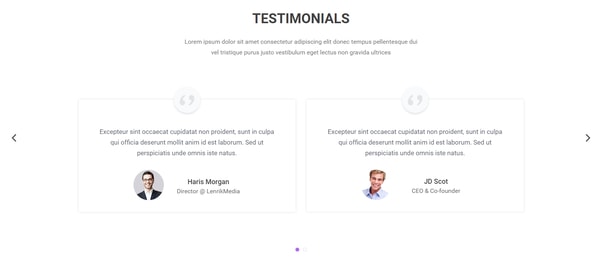 TESTIMONIALS
Lorem ipsum dolor sit amet consectetur adipiscing elit donec tempus pellentesque dui
vel tristique purus justo vestibulum eget lectus non gravida ultrices
Excepteur sint occaecat cupidatat non proident, sunt in culpa
qui officia deserunt mollit anim id est laborum. Sed ut
perspiciatis unde omnis iste natus.
Haris Morgan
Director @ LenrikMedia
Excepteur sint occaecat cupidatat non proident, sunt in culpa
qui officia deserunt mollit anim id est laborum. Sed ut
perspiciatis unde omnis iste natus.
JD Scot
CEO & Co-founder